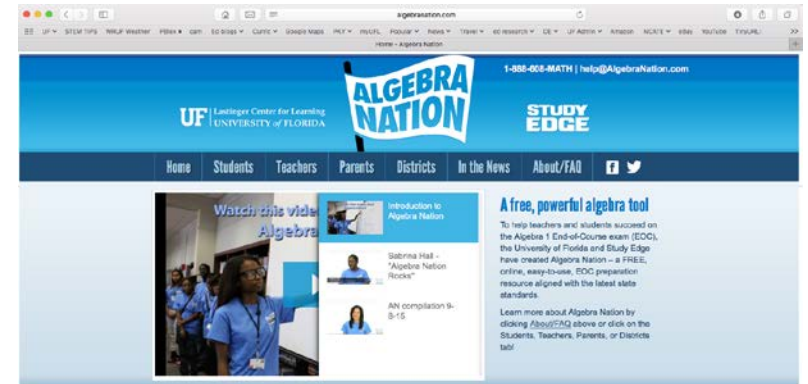 algebranation.com
Home - Algebra Nation
1-888-608-MATH | help@AlgebraNation.com
ALGEBRA
NATION
UF Lastinger Center for Learning
UNIVERSITY of FLORIDA
STUDY
EDGE
Home Students Teachers Parents Districts In the News About/FAQ
Watch this vide
Algebra
Introduction to
Algebra Nation
Sabrina Hall -
"Algebra Nation
Rocks"
AN compilation 9-
8-15
A free, powerful algebra tool
To help teachers and students succeed on
the Algebra 1 End-of-Course exam (EOC),
the University of Florida and Study Edge
have created Algebra Nation – a FREE,
online, easy-to-use, EOC preparation
resource aligned with the latest state
standards.
Learn more about Algebra Nation by
clicking About/FAQ above or click on the
Students, Teachers, Parents, or Districts
tab!